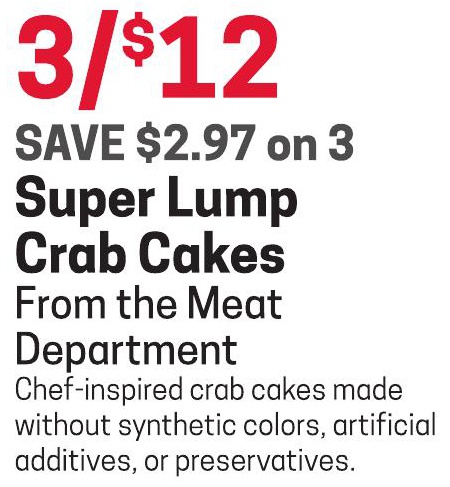 3/$12
SAVE $2.97 on 3
Super Lump
Crab Cakes
From the Meat
Department
Chef-inspired crab cakes made
without synthetic colors, artificial
additives, or preservatives.